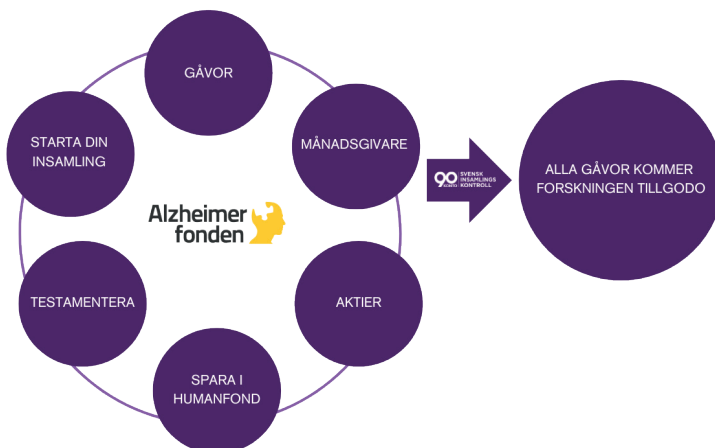 GÅVOR
STARTA DIN
INSAMLING
MÅNADSGIVARE
90
KONTO
SVENSK
INSAMLINGS
KONTROLL
ALLA GÅVOR KOMMER
FORSKNINGEN TILLGODO
Alzheimer
fonden
TESTAMENTERA
AKTIER
SPARA I
HUMANFOND